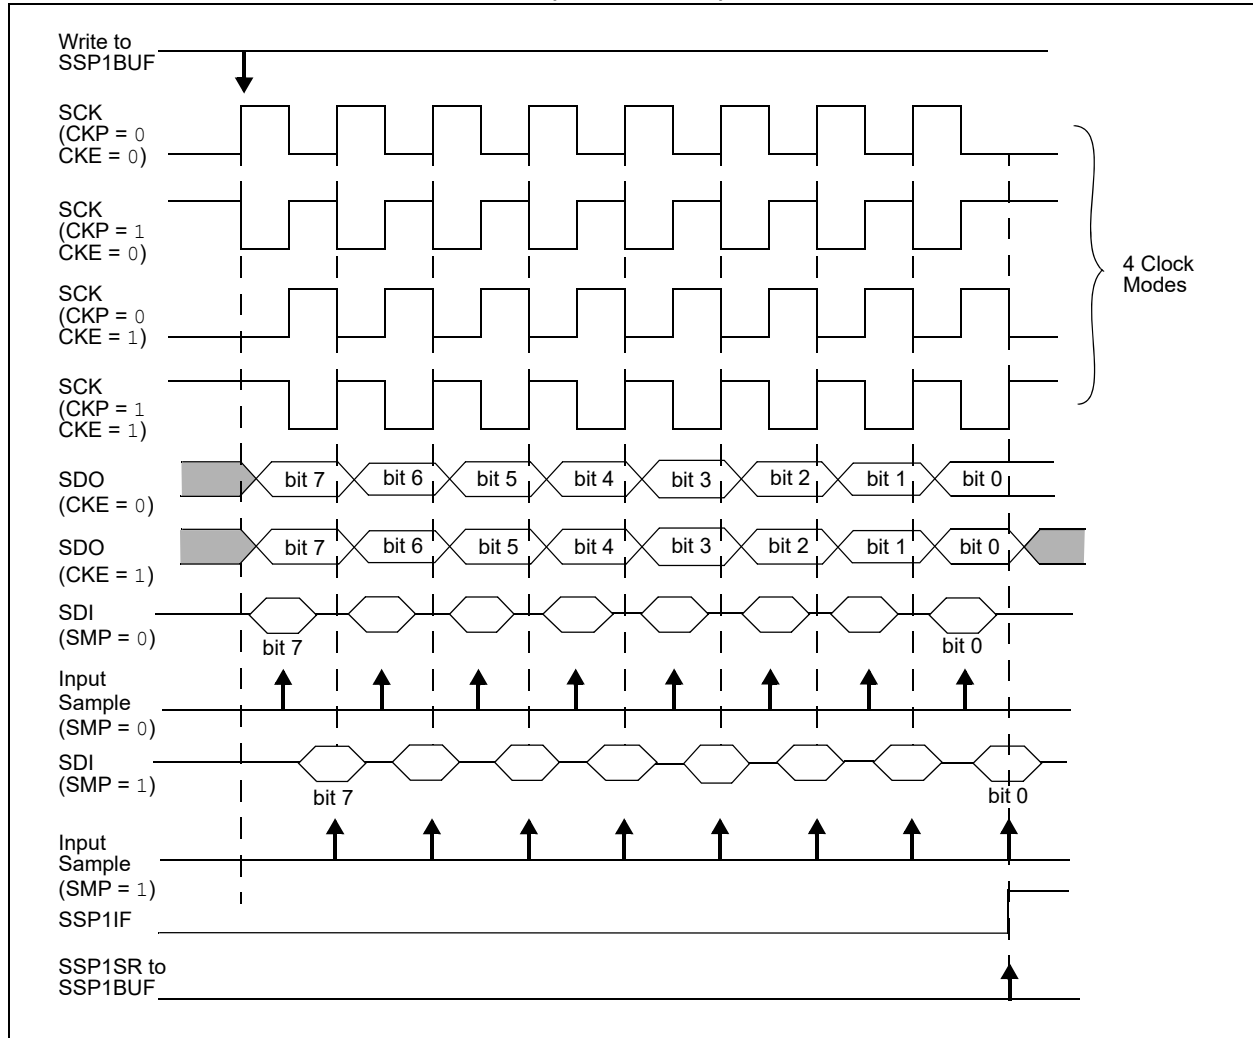 Write to
SSP1BUF
SCK
(CKP = 0
CKE = 0)
SCK
(CKP = 1
CKE = 0)
SCK
(CKP = 0
CKE = 1)
SCK
(CKP = 1
CKE = 1)
4 Clock
Modes
SDO
(CKE = 0)
bit 7 bit 6 bit 5 bit 4 bit 3 bit 2 bit 1 bit 0
SDO
(CKE = 1)
bit 7 bit 6 bit 5 bit 4 bit 3 bit 2 bit 1 bit 0
SDI
(SMP = 0)
bit 7 bit 0
Input
Sample
(SMP = 0)
SDI
(SMP = 1)
bit 7 bit 0
Input
Sample
(SMP = 1)
SSP1IF
SSP1SR to
SSP1BUF